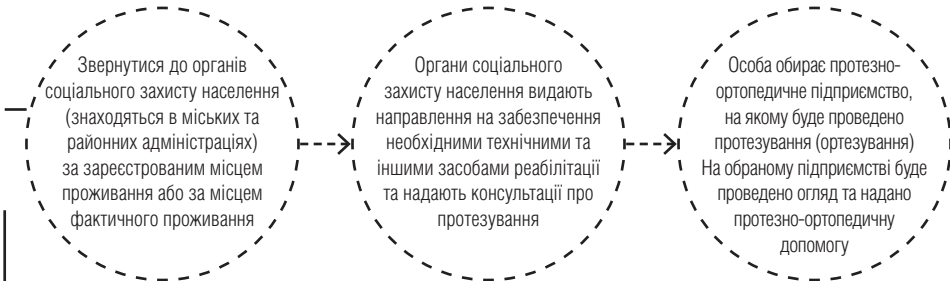 Звернутися до органів
соціального захисту населення
(знаходяться в міських та
районних адміністраціях)
за зареєстрованим місцем
проживання або за місцем
фактичного проживання
Органи соціального
захисту населення видають
направлення на забезпечення
необхідними технічними та
іншими засобами реабілітації
та надають консультації про
протезування
Особа обирає протезно-
ортопедичне підприємство,
на якому буде проведено
протезування (ортезування)
На обраному підприємстві буде
проведено огляд та надано
протезно-ортопедичну
допомогу